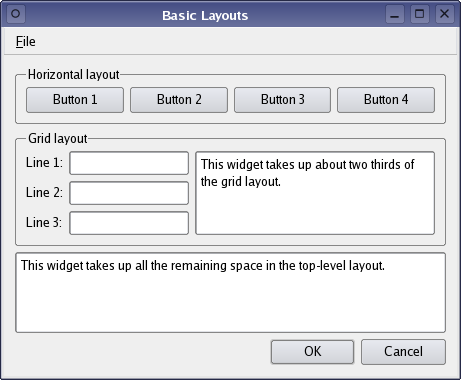 Basic Layouts
File
Horizontal layout
Button 1 Button 2 Button 3 Button 4
Grid layout
Line 1:
Line 2:
Line 3:
This widget takes up about two thirds of
the grid layout.
This widget takes up all the remaining space in the top-level layout.
OK Cancel